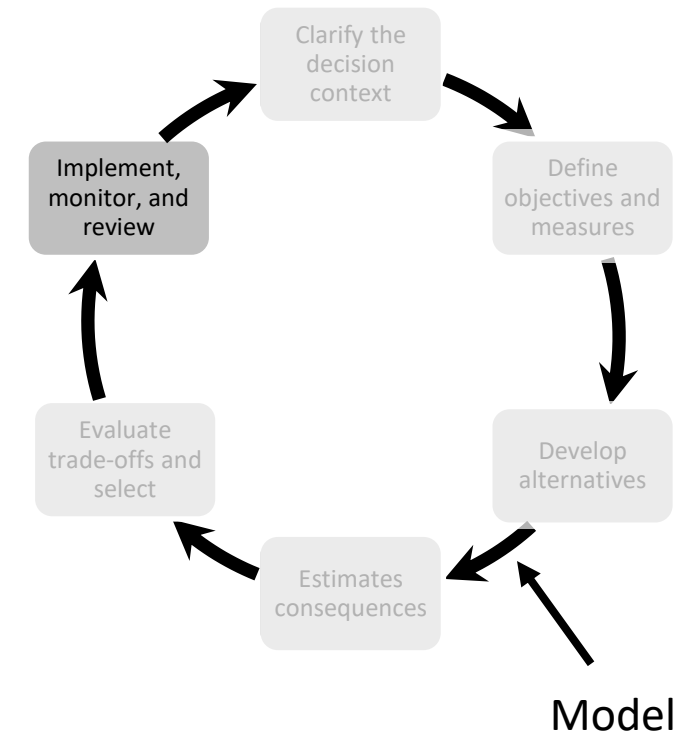 Clarify the
decision
context
Define
objectives and
measures
Develop
alternatives
Estimates
consequences
Evaluate
trade-offs and
select
Implement,
monitor, and
review
Model